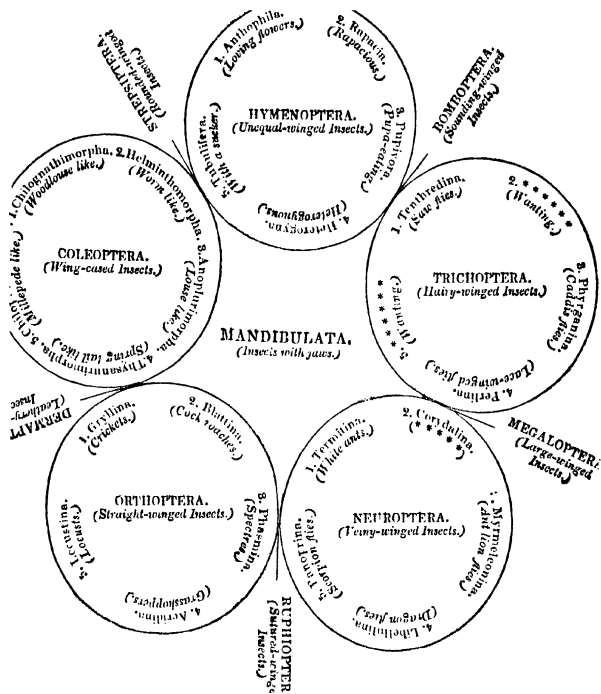 MANDIBULATA.
(Insects with jaws.)
HYMENOPTERA.
(Unequal-winged Insects.)
1. Anthophila.
(Loving flowers.)
2. Rapacia.
(Rapacious.)
3. Pupivora.
(Pupa-eating.)
4. Heterogyna.
(Heterogynous.)
5. Tubulifera.
(With a sucker.)
BOMBOPTERA.
(Sounding-winged
Insects.)
TRICHOPTERA.
(Hairy-winged Insects.)
1. Tenthredina.
(Saw flies.)
2. ******
(Wanting.)
3. Phryganina.
(Caddis flies.)
4. Perlina.
(Lace-winged flies.)
5. ******
(Wanting.)
MEGALOPTERA
(Large-winged
Insects.)
NEUROPTERA.
(Veiny-winged Insects.)
1. Termitina.
(White ants.)
2. Corydalina.
(*****)
Myrmeleonina.
(Ant lion flies.)
4. Libellulina.
(Dragon flies.)
5. Panorpina.
(Scorpion flies.)
RUPHIOPTER
(Sutured-winge
Insects.)
ORTHOPTERA.
(Straight-winged Insects.)
1. Gryllina.
(Crickets.)
2. Blattina.
(Cock roaches.)
3. Phasmina.
(Spectres.)
4. Acridina.
(Grasshoppers.)
5. Locustina.
(Locusts.)
DERMAPT
(Leathery-
Insec
COLEOPTERA.
(Wing-cased Insects.)
1. Chilognathimorpha.
(Woodlouse like.)
2. Helminthomorpha.
(Worm like.)
3. Anoplurimorpha.
(Louse like.)
4. Thysanurimorpha.
(Spring tail like.)
5. Chilop
(Millepede like.)
STREPSIPTERA.
(Rounded-winged
Insects.)